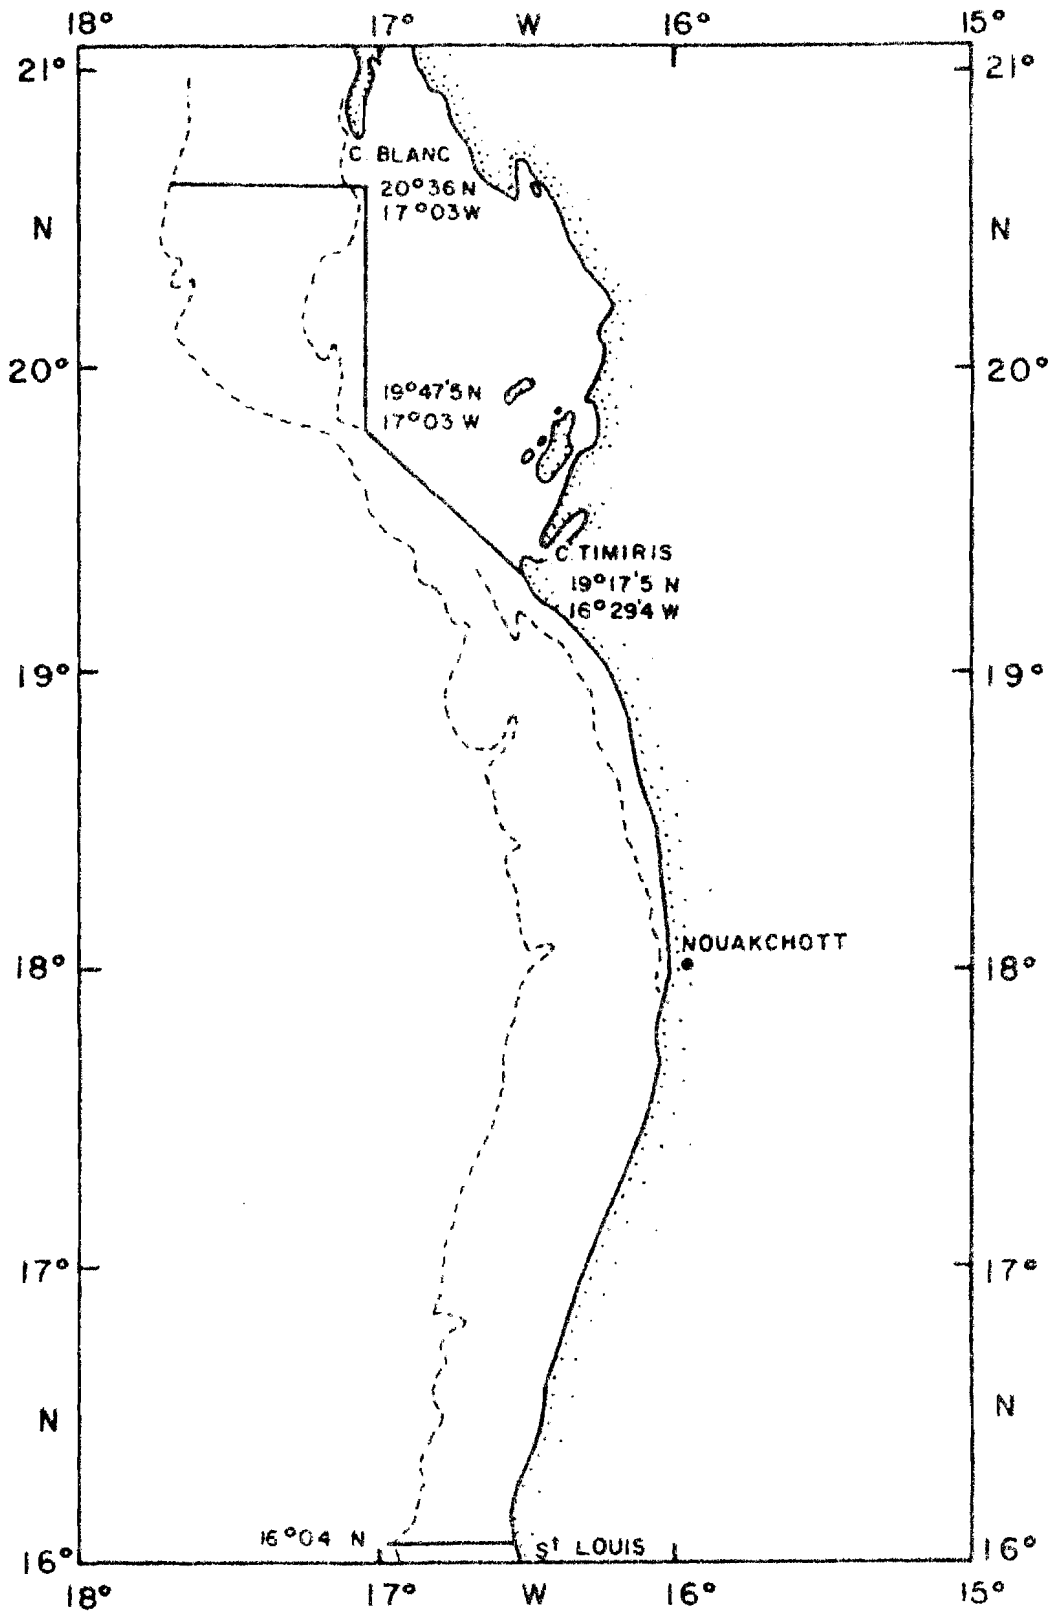 18° 17° W 16° 15°
21° 21°
C. BLANC
20°36 N
17°03 W
N N
20° 20°
19°47'5 N
17°03 W
C. TIMIRIS
19°17'5 N
16°29'4 W
19° 19°
NOUAKCHOTT
18° 18°
17° 17°
N N
16°04 N
St LOUIS
16° 16°
18° 17° W 16° 15°